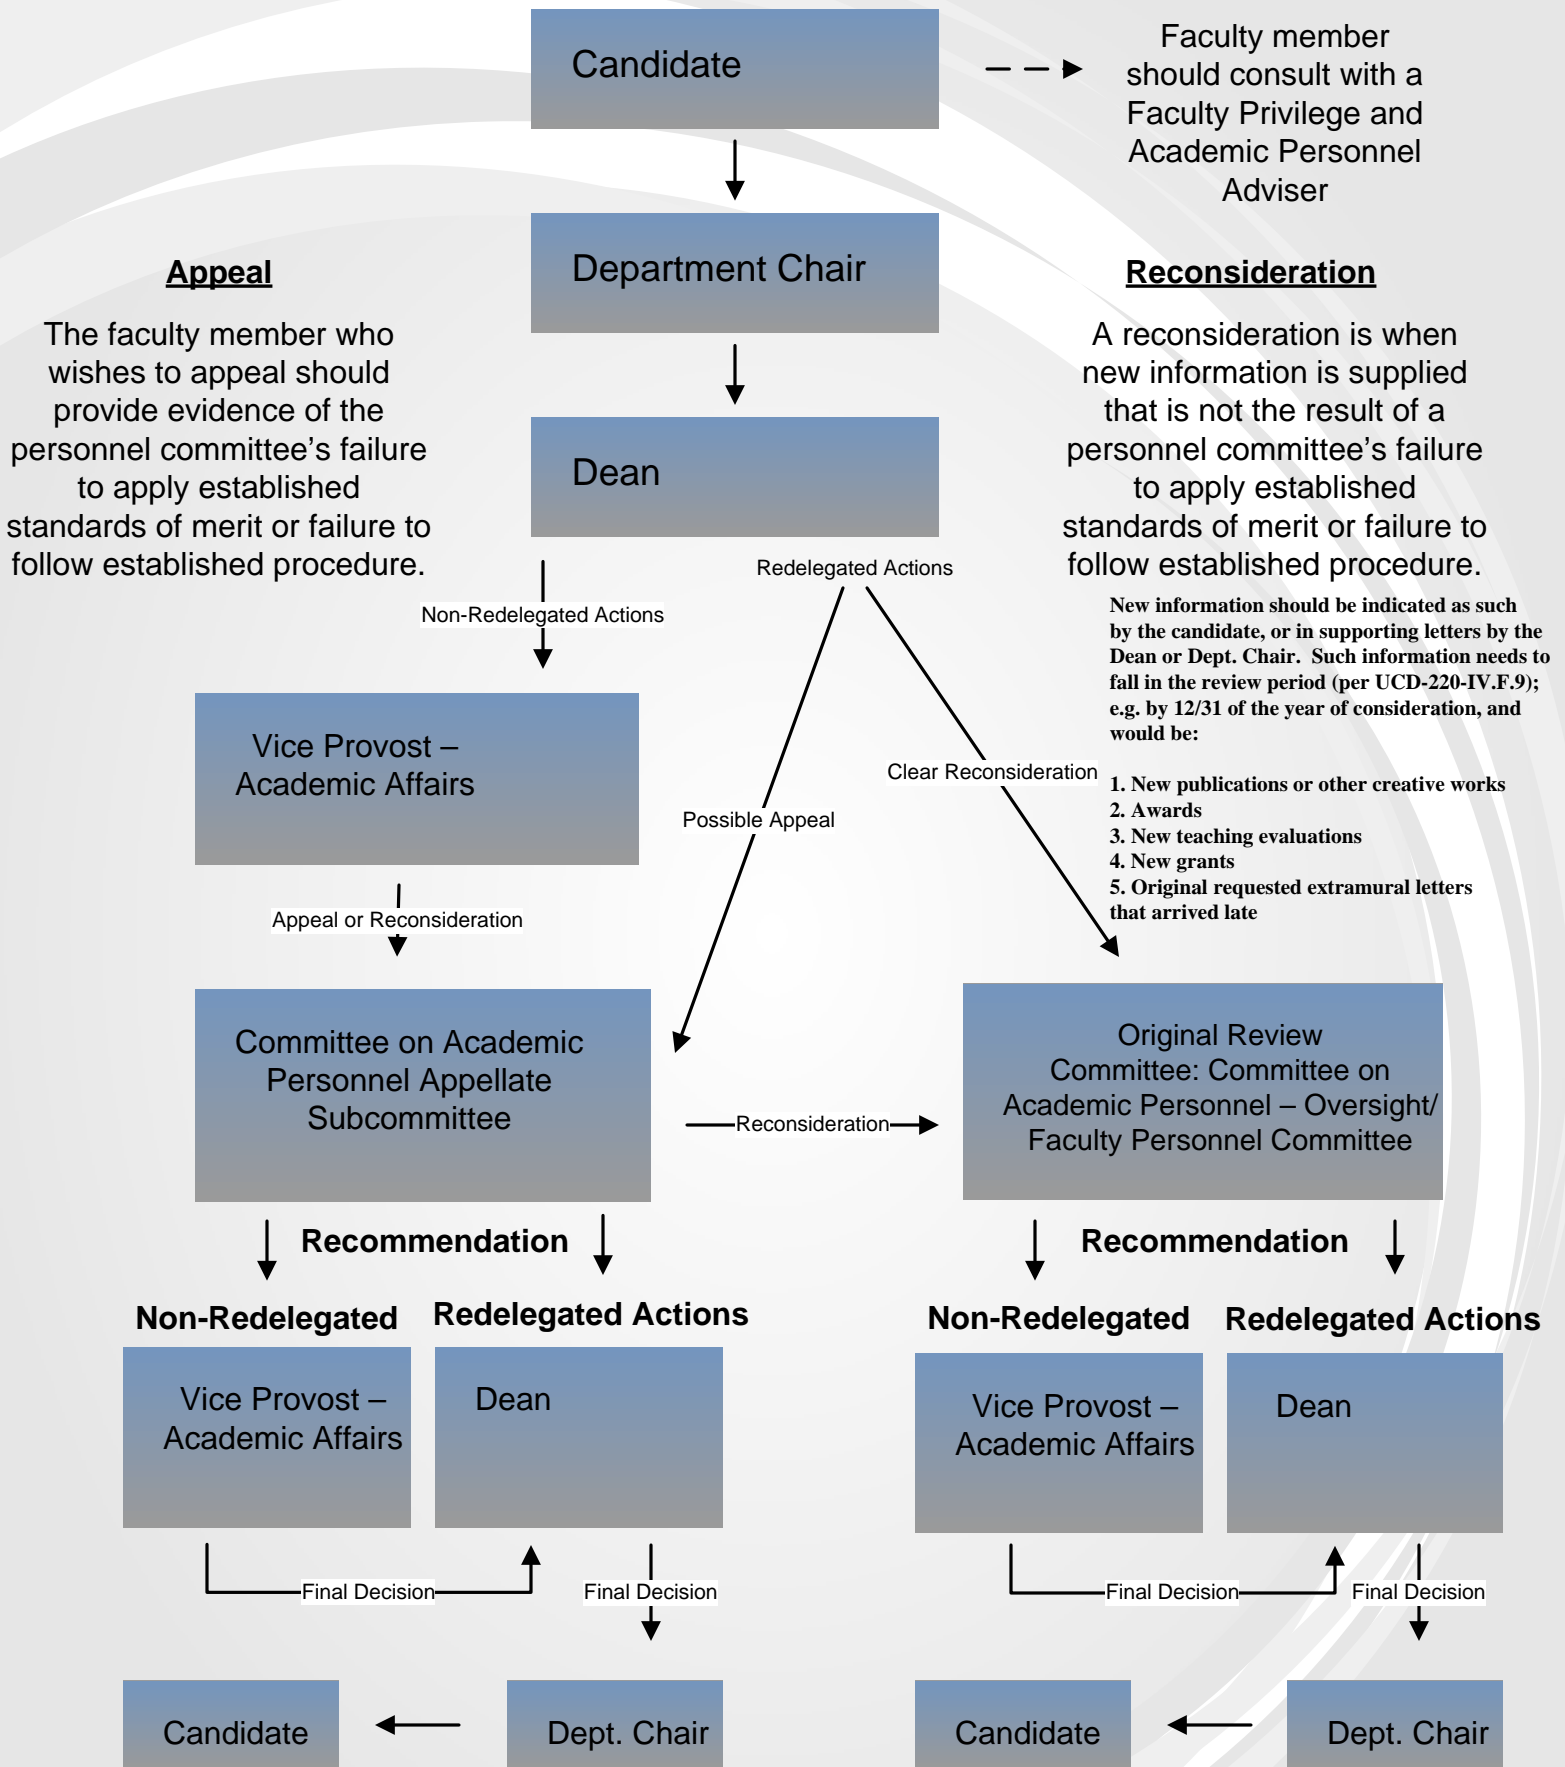 Candidate
Faculty member
should consult with a
Faculty Privilege and
Academic Personnel
Adviser
Department Chair
Appeal
The faculty member who
wishes to appeal should
provide evidence of the
personnel committee’s failure
to apply established
standards of merit or failure to
follow established procedure.
Reconsideration
A reconsideration is when
new information is supplied
that is not the result of a
personnel committee’s failure
to apply established
standards of merit or failure to
follow established procedure.
New information should be indicated as such
by the candidate, or in supporting letters by the
Dean or Dept. Chair. Such information needs to
fall in the review period (per UCD-220-IV.F.9);
e.g. by 12/31 of the year of consideration, and
would be:
1. New publications or other creative works
2. Awards
3. New teaching evaluations
4. New grants
5. Original requested extramural letters
that arrived late
Dean
Non-Redelegated Actions
Redelegated Actions
Vice Provost –
Academic Affairs
Possible Appeal
Clear Reconsideration
Appeal or Reconsideration
Committee on Academic
Personnel Appellate
Subcommittee
Reconsideration
Original Review
Committee: Committee on
Academic Personnel – Oversight/
Faculty Personnel Committee
Recommendation
Non-Redelegated
Redelegated Actions
Vice Provost –
Academic Affairs
Dean
Final Decision
Final Decision
Candidate
Dept. Chair
Recommendation
Non-Redelegated
Redelegated Actions
Vice Provost –
Academic Affairs
Dean
Final Decision
Final Decision
Candidate
Dept. Chair